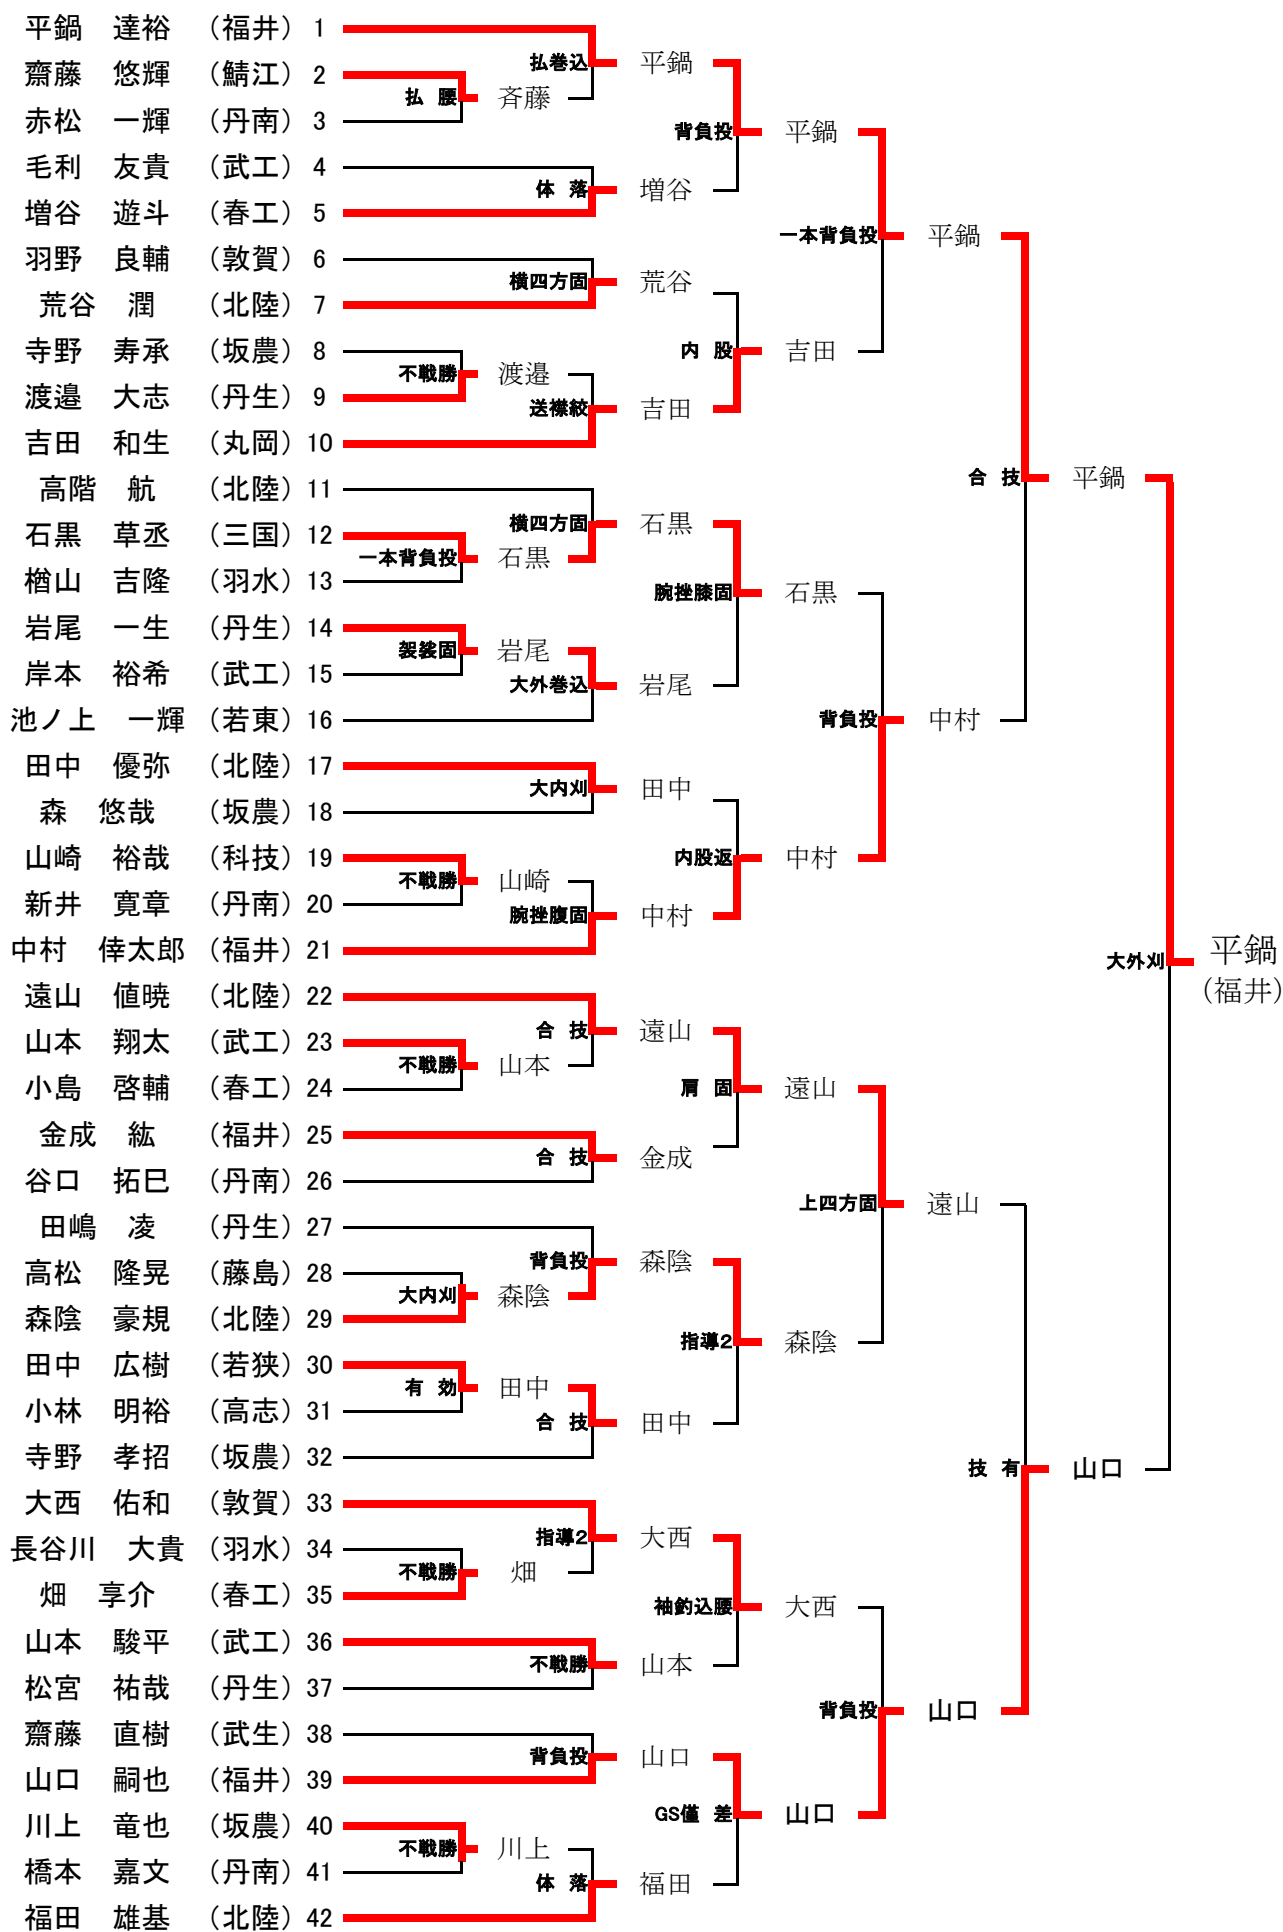 平鍋　達裕　（福井） 1
齋藤　悠輝　（鯖江） 2
赤松　一輝　（丹南） 3
毛利　友貴　（武工） 4
増谷　遊斗　（春工） 5
羽野　良輔　（敦賀） 6
荒谷　潤　（北陸） 7
寺野　寿承　（坂農） 8
渡邉　大志　（丹生） 9
吉田　和生　（丸岡） 10
高階　航　（北陸） 11
石黒　草丞　（三国） 12
楢山　吉隆　（羽水） 13
岩尾　一生　（丹生） 14
岸本　裕希　（武工） 15
池ノ上　一輝　（若東） 16
田中　優弥　（北陸） 17
森　悠哉　（坂農） 18
山崎　裕哉　（科技） 19
新井　寛章　（丹南） 20
中村　倖太郎　（福井） 21
遠山　値暁　（北陸） 22
山本　翔太　（武工） 23
小島　啓輔　（春工） 24
金成　紘　（福井） 25
谷口　拓巳　（丹南） 26
田嶋　凌　（丹生） 27
高松　隆晃　（藤島） 28
森陰　豪規　（北陸） 29
田中　広樹　（若狭） 30
小林　明裕　（高志） 31
寺野　孝招　（坂農） 32
大西　佑和　（敦賀） 33
長谷川　大貴　（羽水） 34
畑　享介　（春工） 35
山本　駿平　（武工） 36
松宮　祐哉　（丹生） 37
齋藤　直樹　（武生） 38
山口　嗣也　（福井） 39
川上　竜也　（坂農） 40
橋本　嘉文　（丹南） 41
福田　雄基　（北陸） 42
払 腰
斉藤
不戦勝
渡邉
一本背負投
石黒
袈裟固
岩尾
不戦勝
山崎
不戦勝
山本
大内刈
森陰
有 効
田中
不戦勝
畑
不戦勝
川上
払巻込
平鍋
体 落
増谷
横四方固
荒谷
送襟絞
吉田
横四方固
石黒
大外巻込
岩尾
大内刈
田中
腕挫腹固
中村
合 技
遠山
合 技
金成
背負投
森陰
合 技
田中
指導2
大西
不戦勝
山本
背負投
山口
体 落
福田
背負投
平鍋
内 股
吉田
腕挫膝固
石黒
内股返
中村
肩 固
遠山
指導2
森陰
袖釣込腰
大西
GS僅 差
山口
一本背負投
平鍋
背負投
中村
上四方固
遠山
背負投
山口
合 技
平鍋
技 有
山口
大外刈
平鍋
（福井）